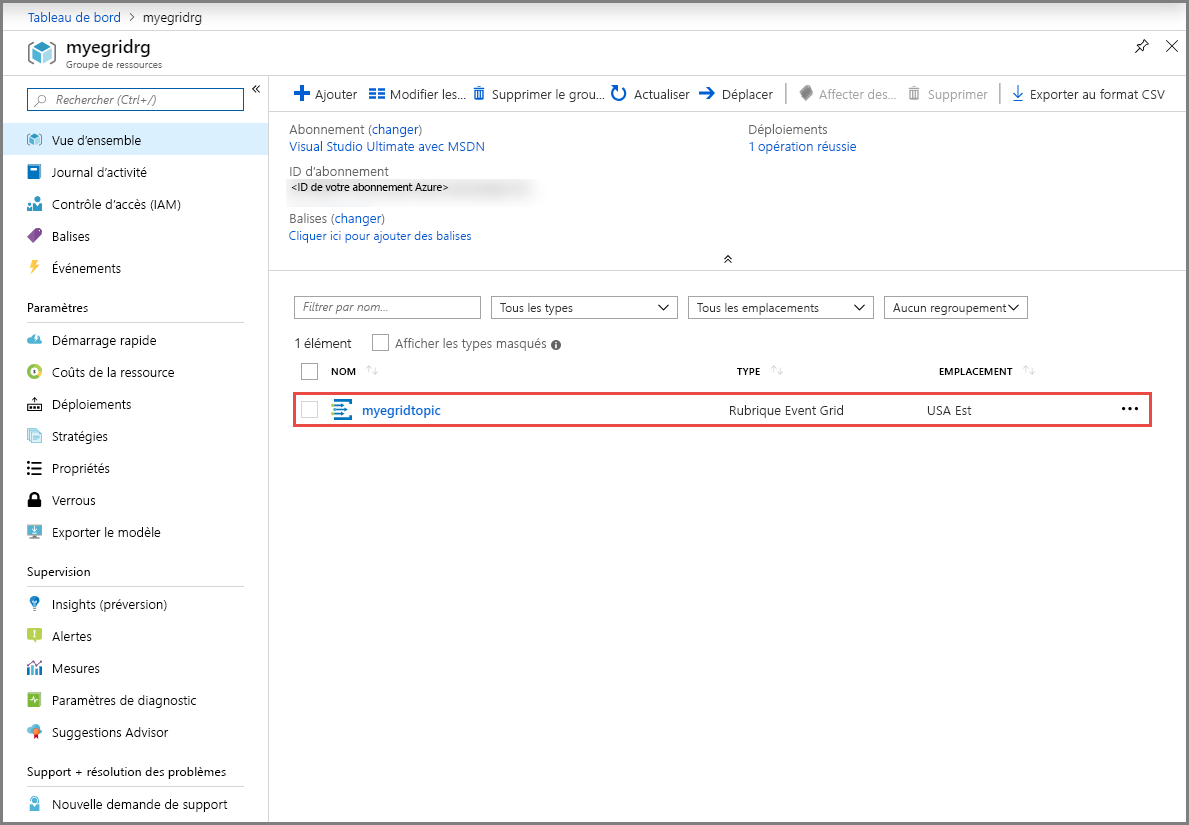 Tableau de bord > myegridrg
myegridrg
Groupe de ressources
Rechercher (Ctrl+/)
Vue d'ensemble
Journal d'activité
Contrôle d'accès (IAM)
Balises
Événements
Paramètres
Démarrage rapide
Coûts de la ressource
Déploiements
Stratégies
Propriétés
Verrous
Exporter le modèle
Supervision
Insights (préversion)
Alertes
Mesures
Paramètres de diagnostic
Suggestions Advisor
Support + résolution des problèmes
Nouvelle demande de support
Ajouter Modifier les... Supprimer le grou... Actualiser Déplacer Affecter des... Supprimer Exporter au format CSV
Abonnement (changer)
Visual Studio Ultimate avec MSDN
Déploiements
1 opération réussie
ID d'abonnement
<ID de votre abonnement Azure>
Balises (changer)
Cliquer ici pour ajouter des balises
Filtrer par nom... Tous les types Tous les emplacements Aucun regroupement
1 élément Afficher les types masqués
NOM TYPE EMPLACEMENT
myegridtopic Rubrique Event Grid USA Est